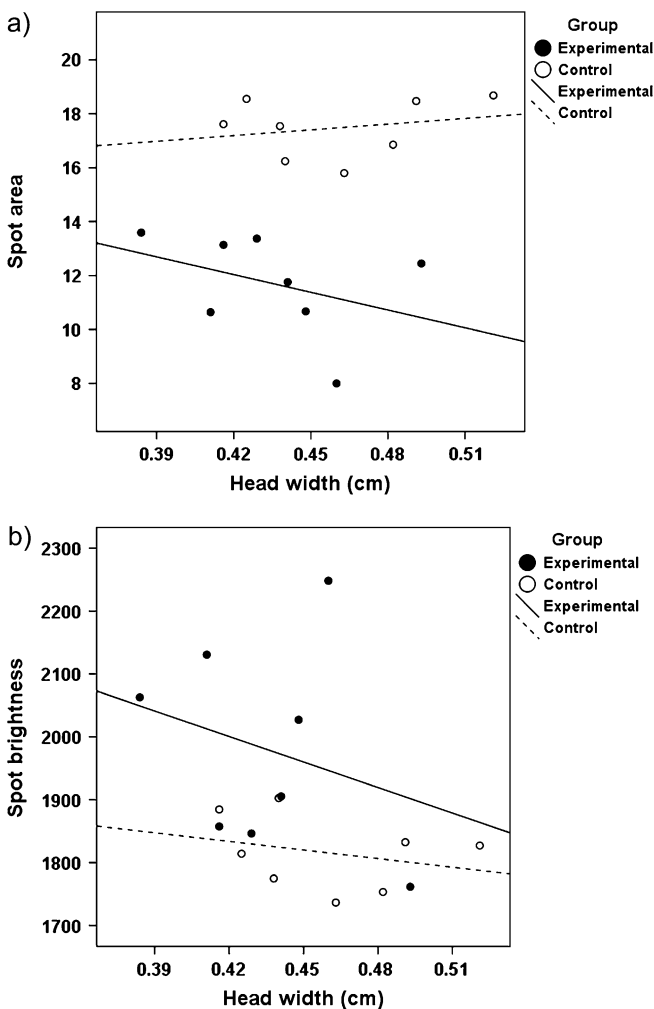 a)
Group
Experimental
Control
Experimental
Control
20
18
16
14
12
10
8
Spot area
0.39 0.42 0.45 0.48 0.51
Head width (cm)
b)
Group
Experimental
Control
Experimental
Control
2300
2200
2100
2000
1900
1800
1700
Spot brightness
0.39 0.42 0.45 0.48 0.51
Head width (cm)